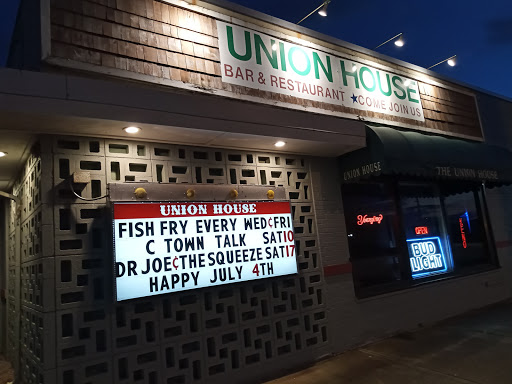 UNION HOUSE
BAR & RESTAURANT ★ COME JOIN US
UNION HOUSE
THE UNION HOUSE
UNION HOUSE
FISH FRY EVERY WED¢FRI
C TOWN TALK SAT10
DR JOE¢THE SQUEEZE SAT17
HAPPY JULY 4TH
Yuengling
OPEN
BUD
LIGHT